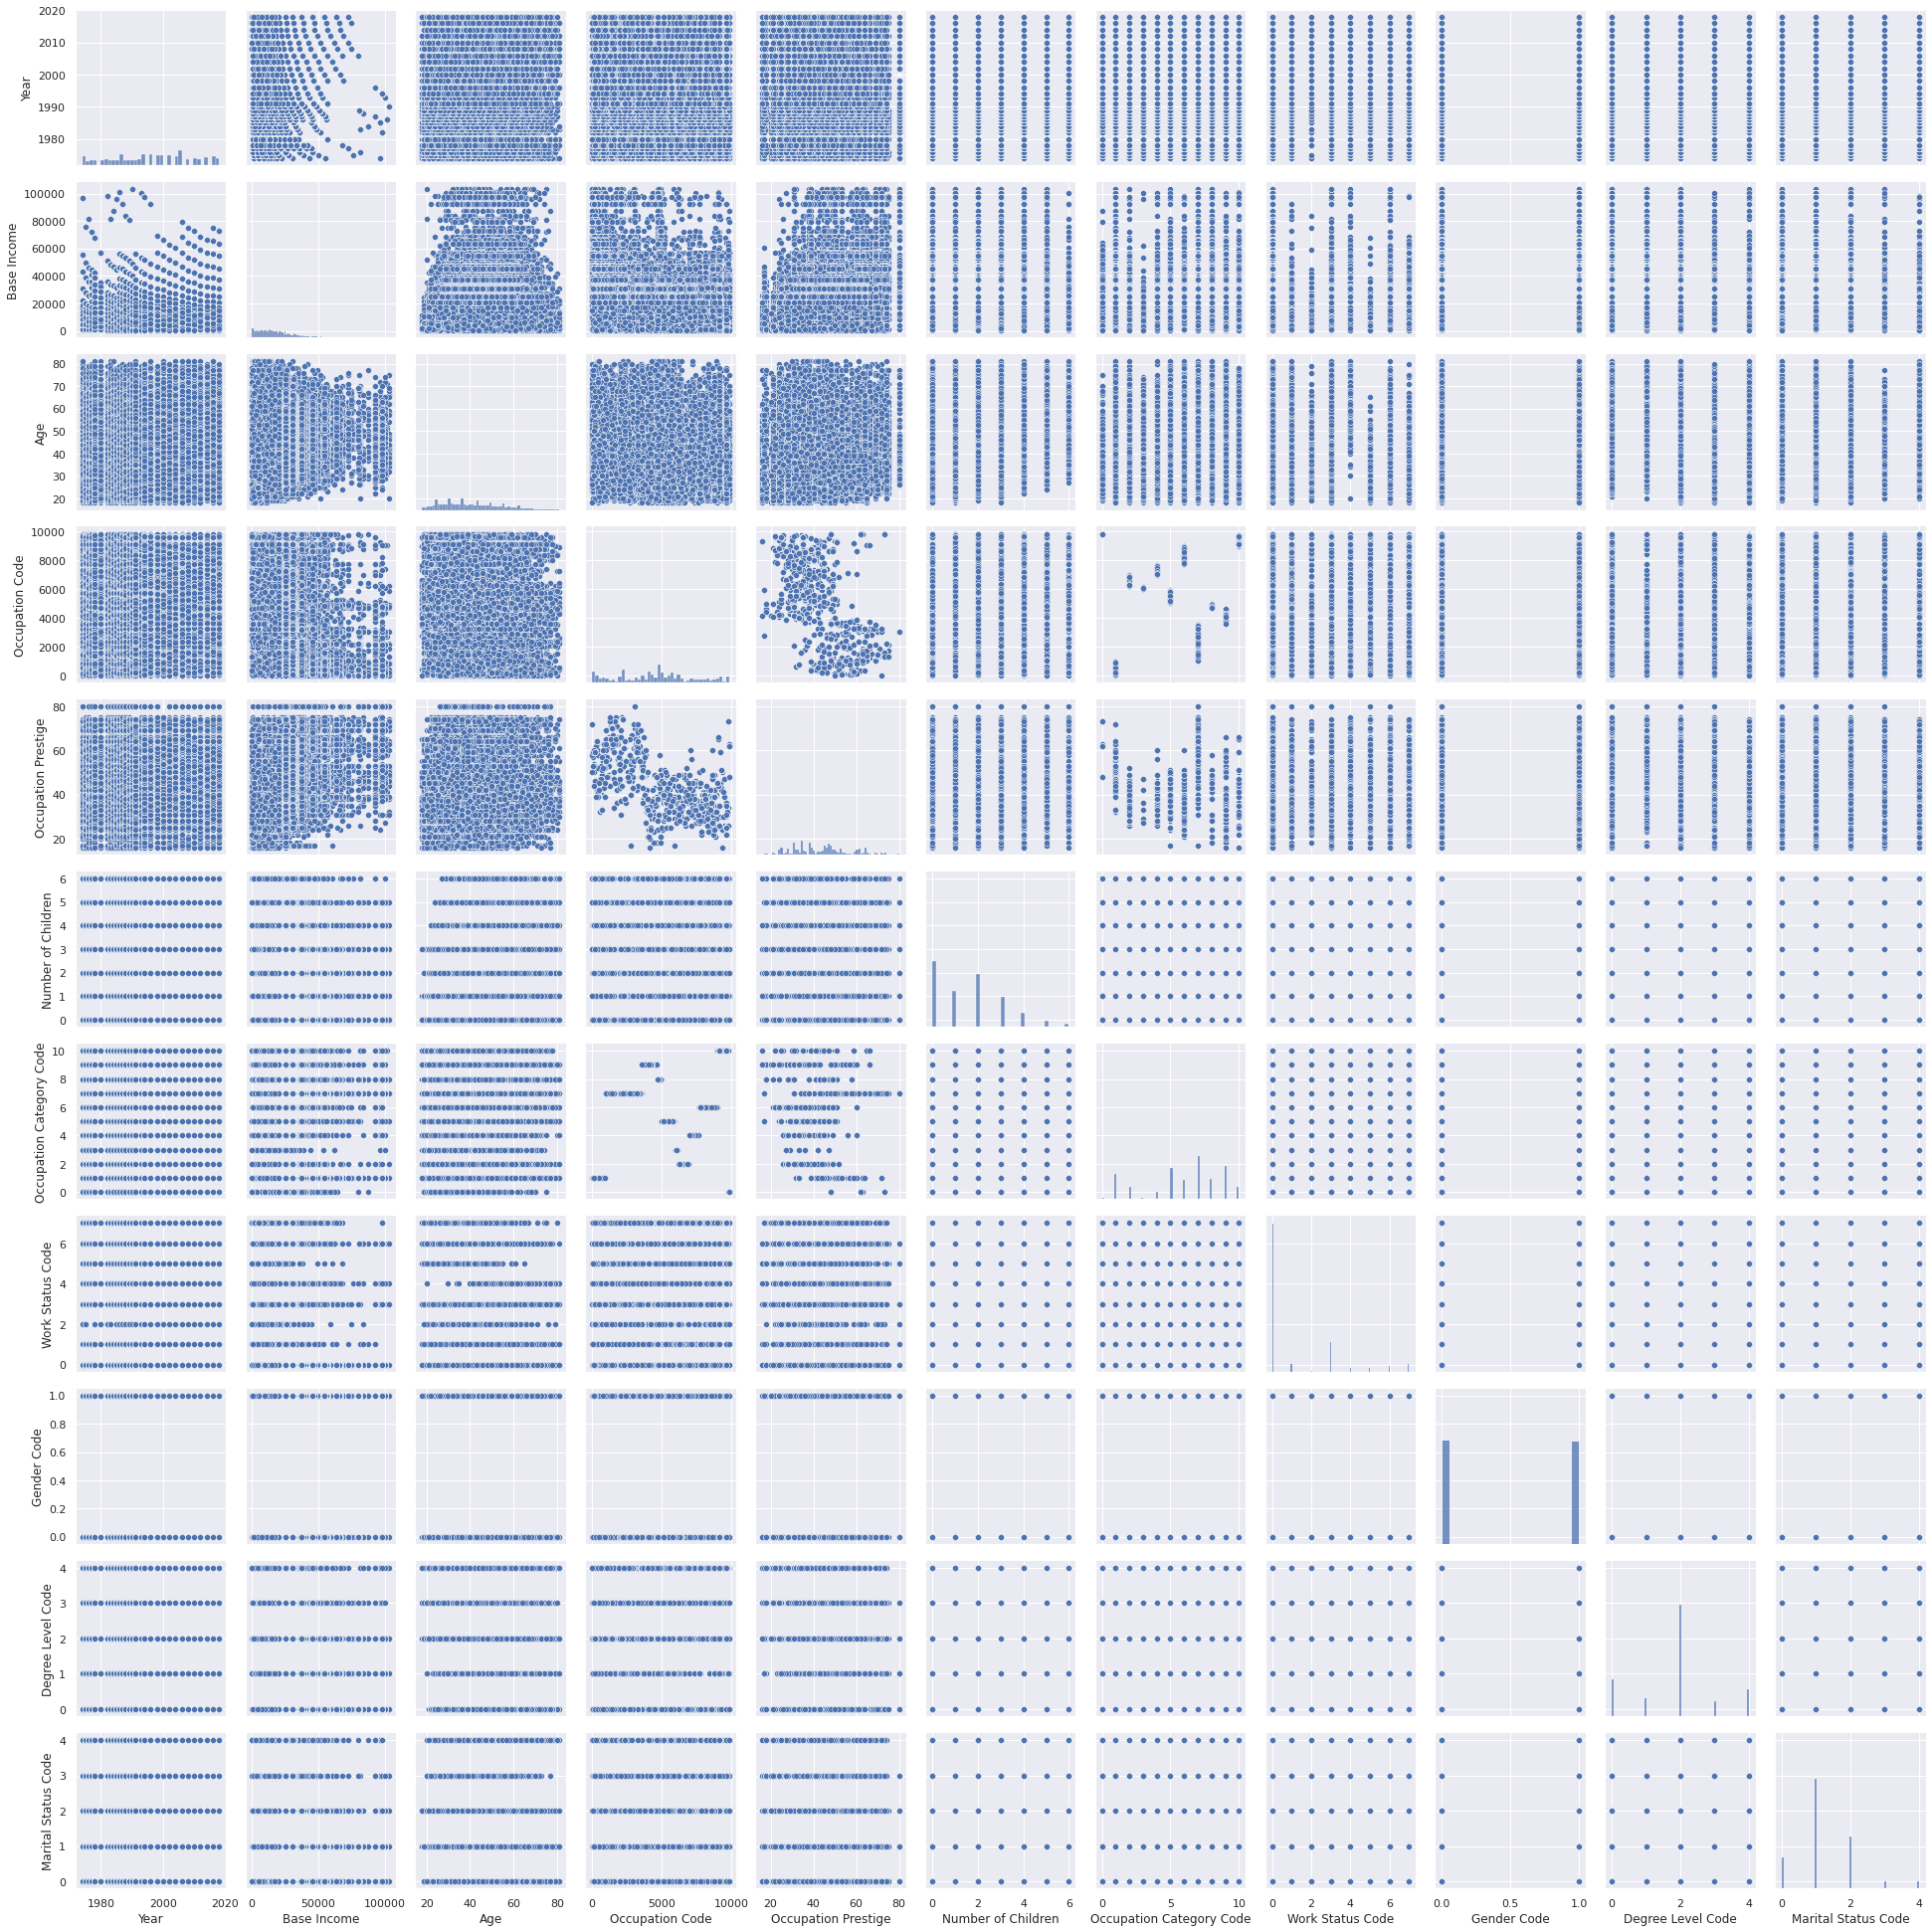 2020
2010
2000
1990
1980
Year
100000
80000
60000
40000
20000
0
Base Income
80
70
60
50
40
30
20
Age
10000
8000
6000
4000
2000
0
Occupation Code
80
60
40
20
Occupation Prestige
6
5
4
3
2
1
0
Number of Children
10
8
6
4
2
0
Occupation Category Code
6
4
2
0
Work Status Code
1.0
0.8
0.6
0.4
0.2
0.0
Gender Code
4
3
2
1
0
Degree Level Code
4
3
2
1
0
Marital Status Code
1980 2000 2020
Year
0 50000 100000
Base Income
20 40 60 80
Age
0 5000 10000
Occupation Code
20 40 60 80
Occupation Prestige
0 2 4 6
Number of Children
0 5 10
Occupation Category Code
0 2 4 6
Work Status Code
0.0 0.5 1.0
Gender Code
0 2 4
Degree Level Code
0 2 4
Marital Status Code